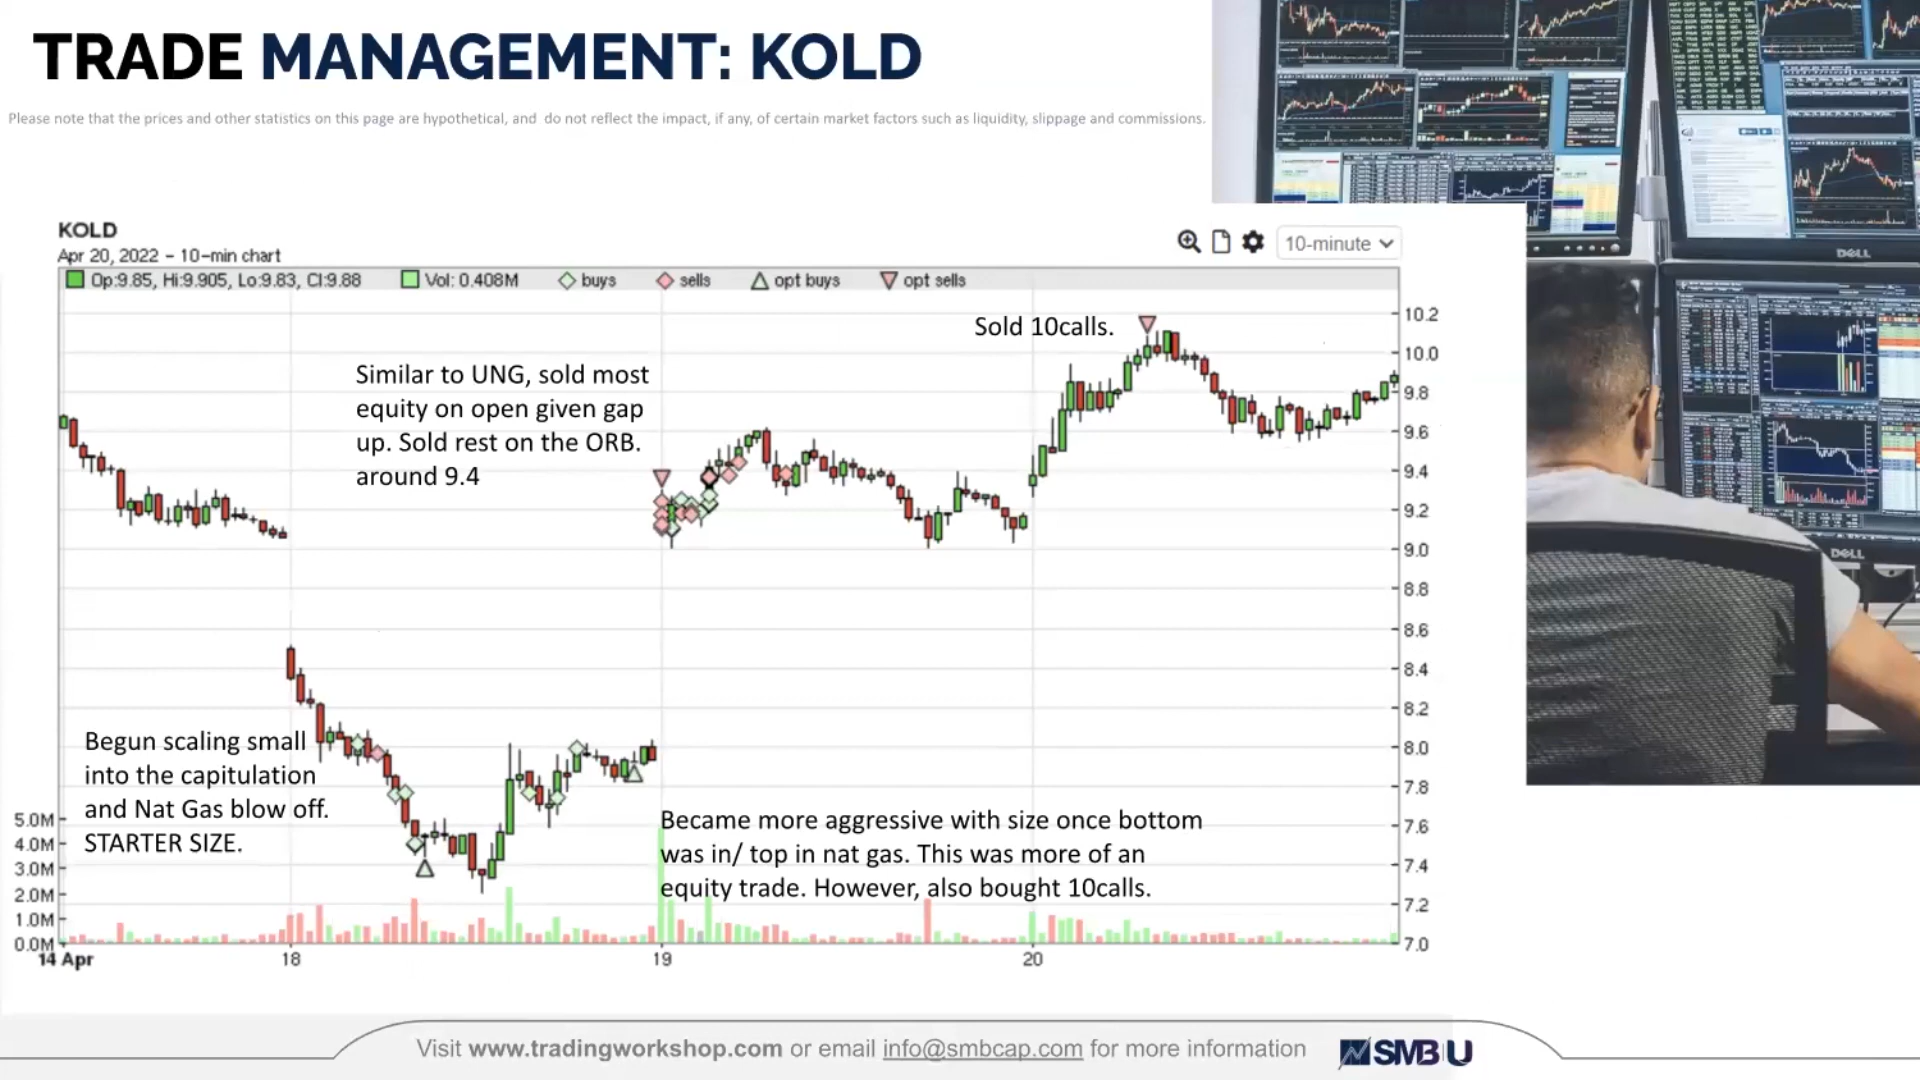 TRADE MANAGEMENT: KOLD
Please note that the prices and other statistics on this page are hypothetical, and do not reflect the impact, if any, of certain market factors such as liquidity, slippage and commissions.
KOLD
Apr 20, 2022 - 10-min chart
10-minute
Op:9.85, Hi:9.905, Lo:9.83, Cl:9.88
Vol: 0.408M
buys
sells
opt buys
opt sells
Sold 10calls.
Similar to UNG, sold most
equity on open given gap
up. Sold rest on the ORB.
around 9.4
Begun scaling small
into the capitulation
and Nat Gas blow off.
STARTER SIZE.
Became more aggressive with size once bottom
was in/ top in nat gas. This was more of an
equity trade. However, also bought 10calls.
10.2
10.0
9.8
9.6
9.4
9.2
9.0
8.8
8.6
8.4
8.2
8.0
7.8
7.6
7.4
7.2
7.0
5.0M
4.0M
3.0M
2.0M
1.0M
0.0M
14 Apr
18
19
20
DELL
DELL
Visit www.tradingworkshop.com or email info@smbcap.com for more information
SMB U